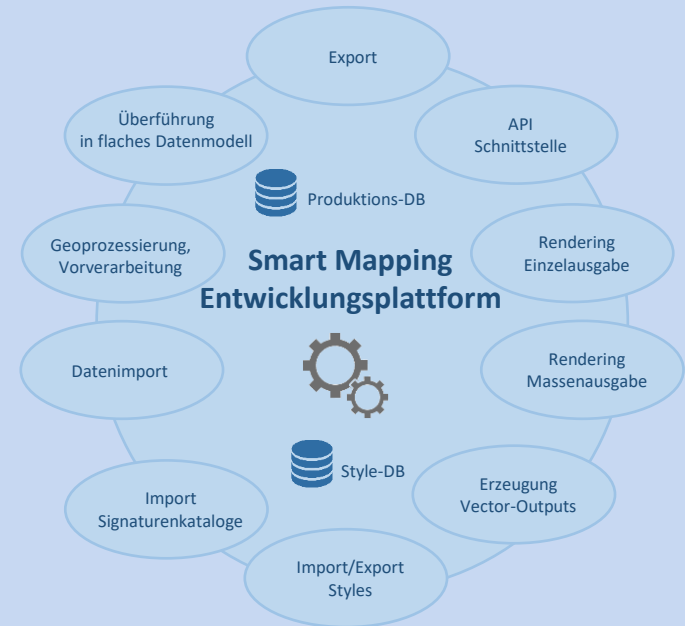 Export
Überführung
in flaches Datenmodell
API
Schnittstelle
Produktions-DB
Geoprozessierung,
Vorverarbeitung
Smart Mapping
Entwicklungsplattform
Rendering
Einzelausgabe
Datenimport
Rendering
Massenausgabe
Style-DB
Import
Signaturenkataloge
Erzeugung
Vector-Outputs
Import/Export
Styles